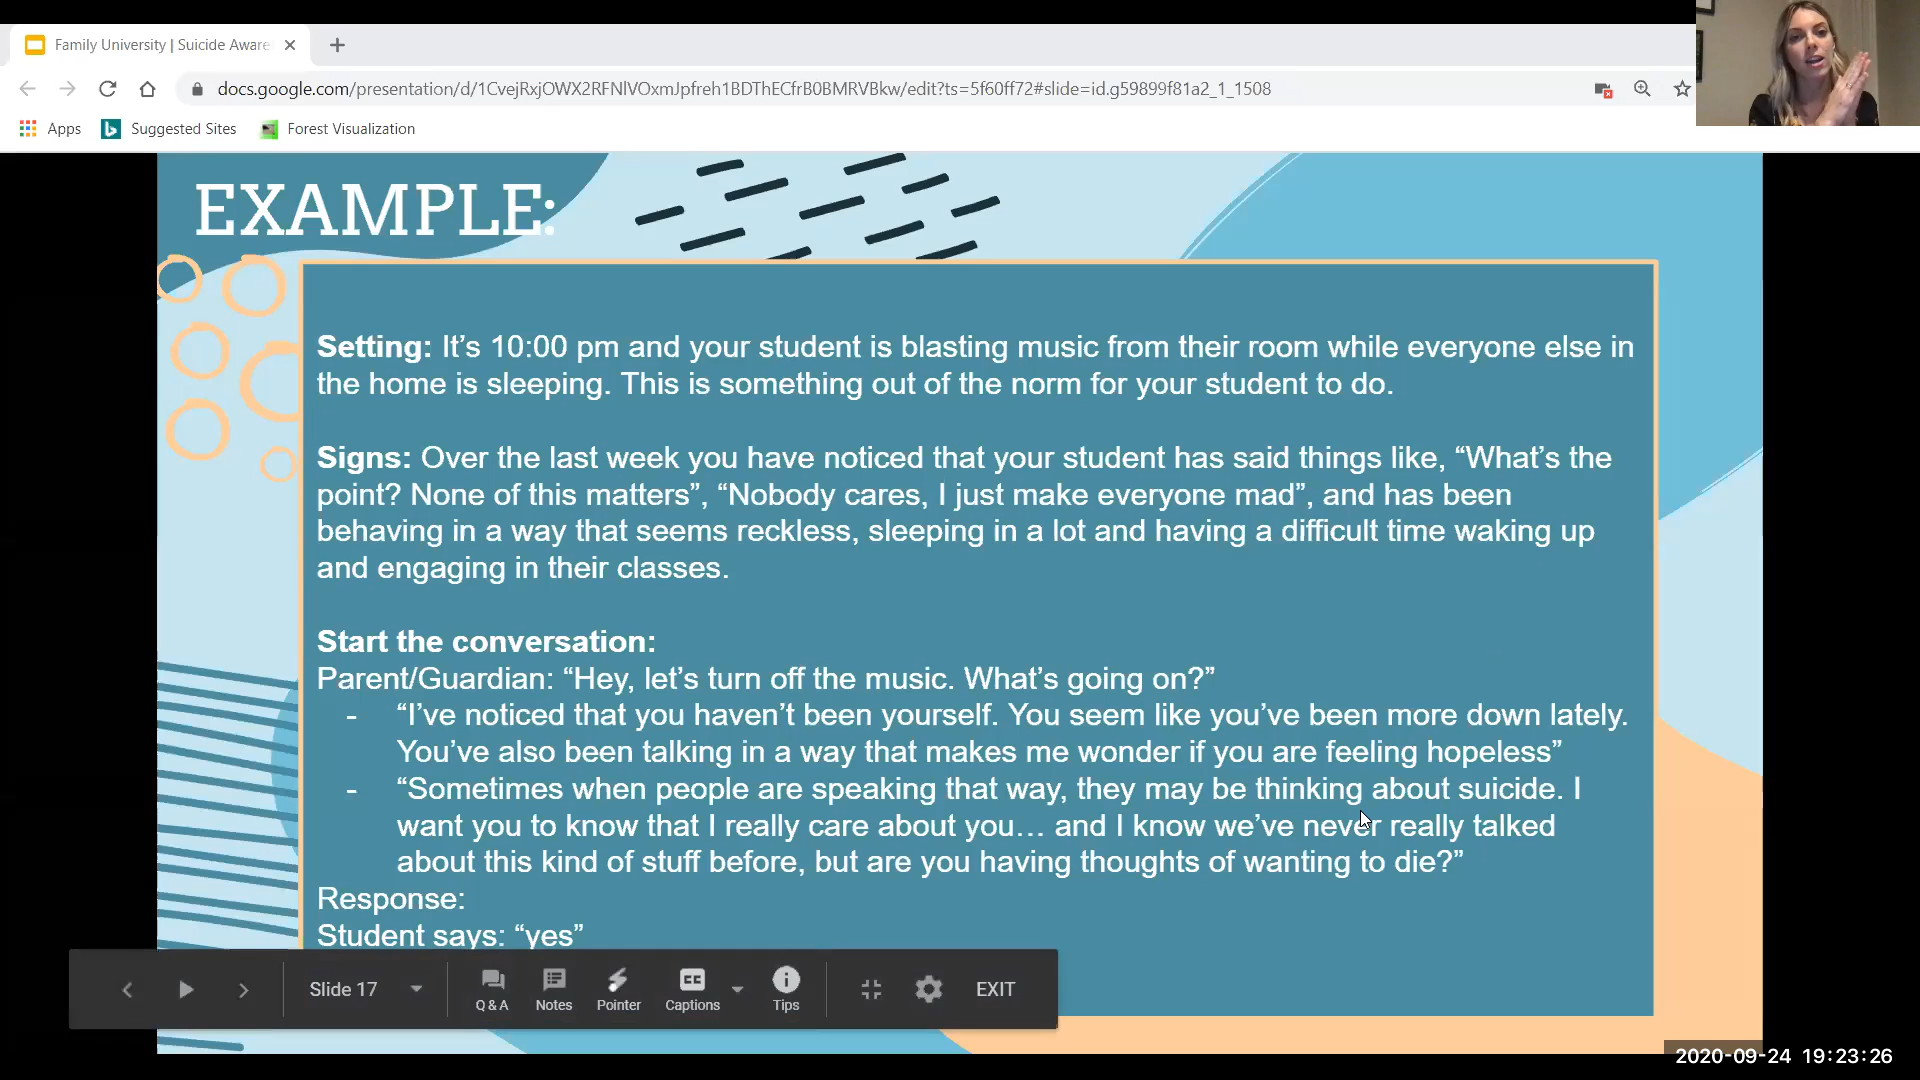 Family University | Suicide Aware
docs.google.com/presentation/d/1CvejRxjOWX2RFNlVOxmJpfreh1BDThECfrB0BMRVBkw/edit?ts=5f60ff72#slide=id.g59899f81a2_1_1508
Apps Suggested Sites Forest Visualization
EXAMPLE:
Setting: It’s 10:00 pm and your student is blasting music from their room while everyone else in
the home is sleeping. This is something out of the norm for your student to do.
Signs: Over the last week you have noticed that your student has said things like, “What’s the
point? None of this matters”, “Nobody cares, I just make everyone mad”, and has been
behaving in a way that seems reckless, sleeping in a lot and having a difficult time waking up
and engaging in their classes.
Start the conversation:
Parent/Guardian: “Hey, let’s turn off the music. What’s going on?”
- “I’ve noticed that you haven’t been yourself. You seem like you’ve been more down lately.
You’ve also been talking in a way that makes me wonder if you are feeling hopeless”
- “Sometimes when people are speaking that way, they may be thinking about suicide. I
want you to know that I really care about you… and I know we’ve never really talked
about this kind of stuff before, but are you having thoughts of wanting to die?”
Response:
Student says: “yes”
Slide 17 Q&A Notes Pointer CC Captions Tips EXIT
2020-09-24 19:23:26